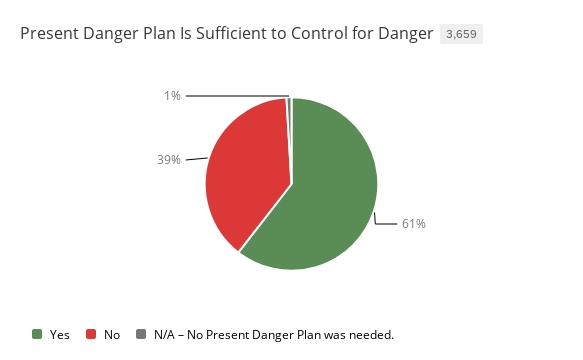 Present Danger Plan Is Sufficient to Control for Danger 3,659
1%
39%
61%
Yes No N/A – No Present Danger Plan was needed.